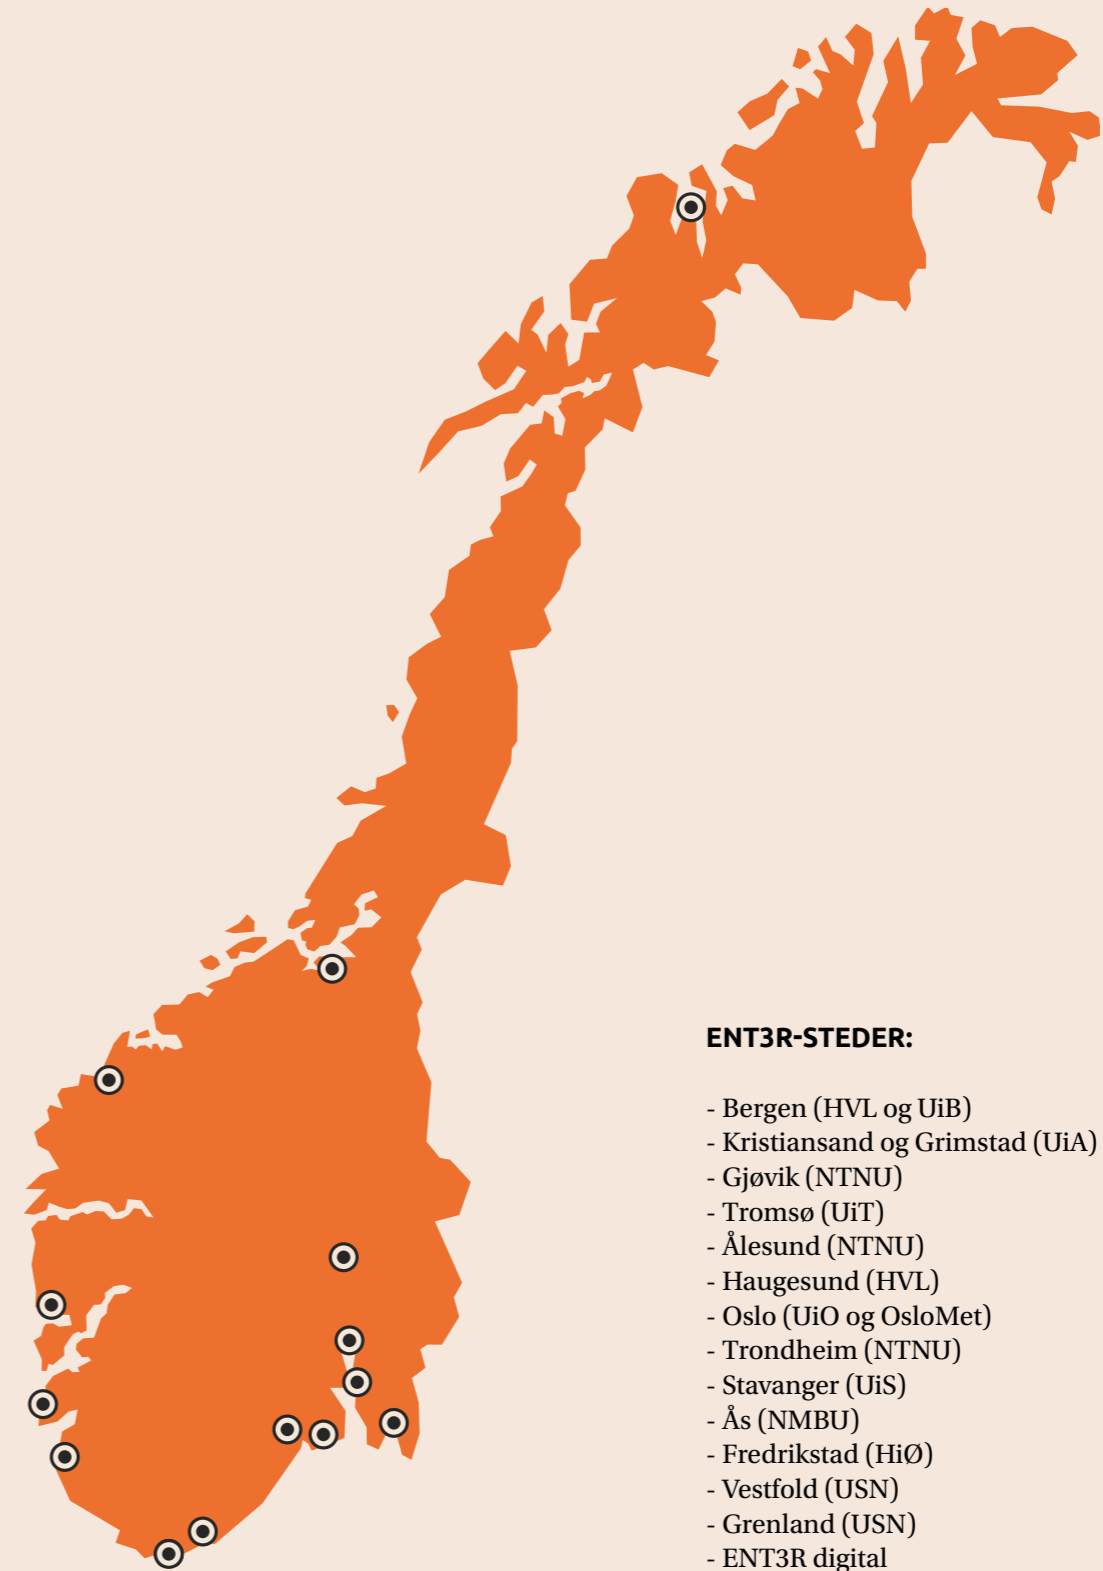 ENT3R-STEDER:
- Bergen (HVL og UiB)
- Kristiansand og Grimstad (UiA)
- Gjøvik (NTNU)
- Tromsø (UiT)
- Ålesund (NTNU)
- Haugesund (HVL)
- Oslo (UiO og OsloMet)
- Trondheim (NTNU)
- Stavanger (UiS)
- Ås (NMBU)
- Fredrikstad (HiØ)
- Vestfold (USN)
- Grenland (USN)
- ENT3R digital